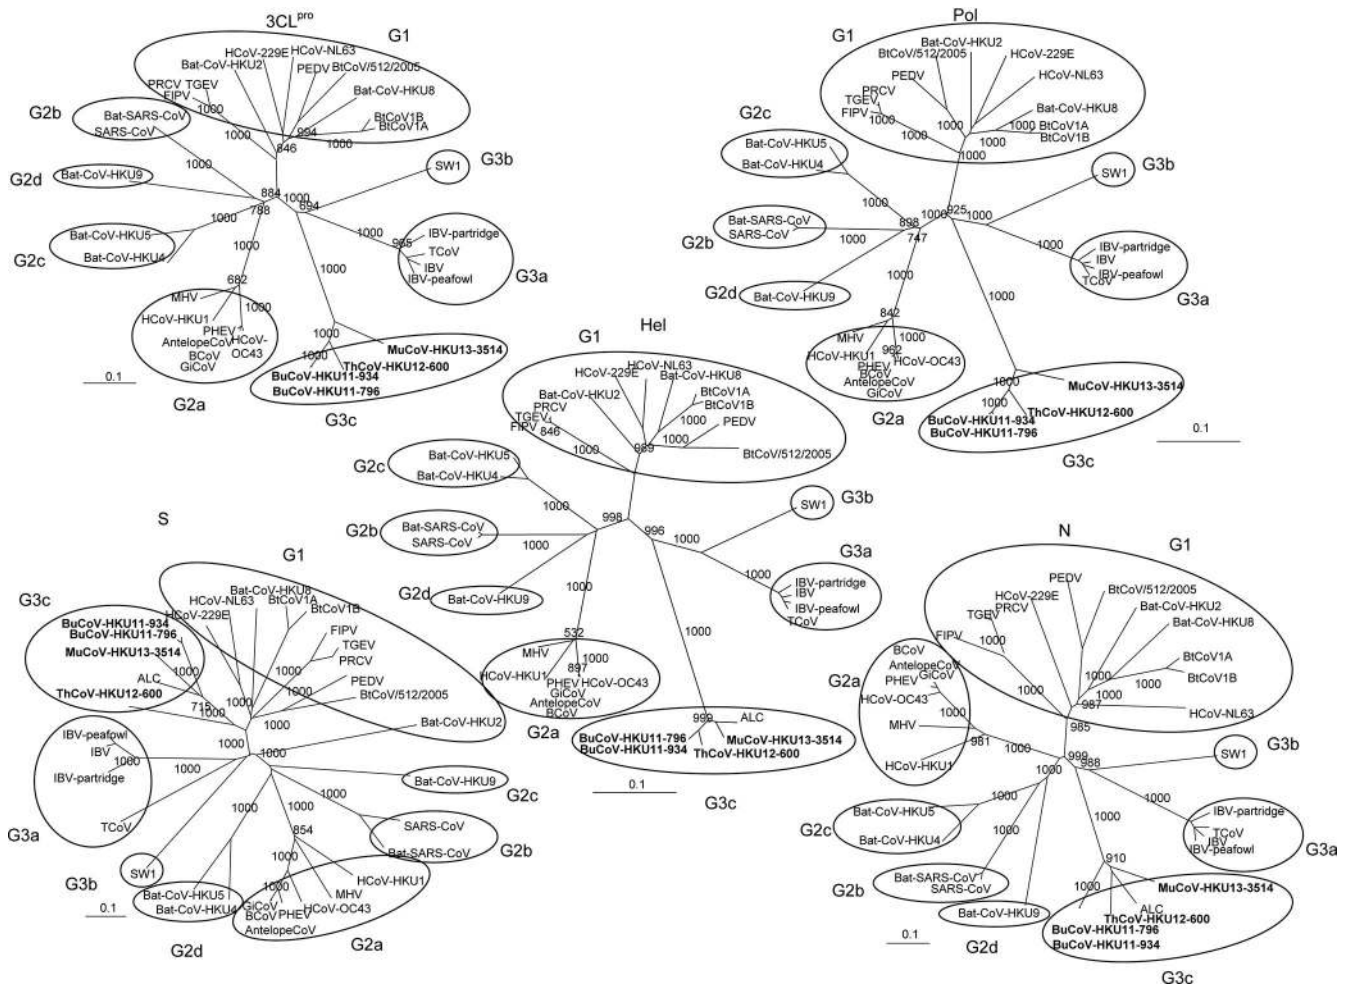 3CLpro
G1
HCoV-229E
HCoV-NL63
Bat-CoV-HKU2
PEDV
BtCoV/512/2005
PRCV
TGEV
FIPV
Bat-CoV-HKU8
1000
BtCoV1B
BtCoV1A
994
1000
1000
846
G2b
Bat-SARS-CoV
SARS-CoV
1000
SW1
G3b
G2d
Bat-CoV-HKU9
884
1000
694
788
1000
1000
965
IBV-partridge
TCoV
IBV
IBV-peafowl
G3a
Bat-CoV-HKU5
Bat-CoV-HKU4
G2c
1000
1000
682
MHV
HCoV-HKU1
1000
PHEV
HCoV-OC43
AntelopeCoV
BCoV
GiCoV
G2a
0.1
1000
1000
MuCoV-HKU13-3514
ThCoV-HKU12-600
BuCoV-HKU11-934
BuCoV-HKU11-796
G3c
Pol
G1
Bat-CoV-HKU2
BtCoV/512/2005
HCoV-229E
PEDV
HCoV-NL63
PRCV
TGEV
FIPV
1000
1000
Bat-CoV-HKU8
1000
BtCoV1A
1000
BtCoV1B
1000
1000
G2c
Bat-CoV-HKU5
Bat-CoV-HKU4
SW1
G3b
1000
898
1000
925
1000
G2b
Bat-SARS-CoV
SARS-CoV
1000
747
1000
IBV-partridge
IBV
IBV-peafowl
TCoV
G3a
G2d
Bat-CoV-HKU9
1000
1000
842
MHV
1000
HCoV-HKU1
962
HCoV-OC43
PHEV
BCoV
AntelopeCoV
GiCoV
G2a
1000
MuCoV-HKU13-3514
1000
ThCoV-HKU12-600
BuCoV-HKU11-934
BuCoV-HKU11-796
G3c
0.1
Hel
G1
HCoV-NL63
HCoV-229E
Bat-CoV-HKU8
Bat-CoV-HKU2
BtCoV1A
BtCoV1B
PRCV
TGEV
FIPV
846
1000
PEDV
1000
1000
989
BtCoV/512/2005
G2c
Bat-CoV-HKU5
Bat-CoV-HKU4
1000
SW1
G3b
998
996
G2b
Bat-SARS-CoV
SARS-CoV
1000
1000
1000
IBV-partridge
IBV
IBV-peafowl
TCoV
G3a
G2d
Bat-CoV-HKU9
1000
1000
532
MHV
1000
897
HCoV-HKU1
PHEV
HCoV-OC43
GiCoV
AntelopeCoV
BCoV
G2a
999
ALC
BuCoV-HKU11-796
MuCoV-HKU13-3514
BuCoV-HKU11-934
ThCoV-HKU12-600
0.1
G3c
S
G1
G3c
Bat-CoV-HKU8
HCoV-NL63
BtCoV1A
HCoV-229E
BtCoV1B
BuCoV-HKU11-934
BuCoV-HKU11-796
MuCoV-HKU13-3514
FIPV
TGEV
PRCV
1000
1000
ALC
ThCoV-HKU12-600
PEDV
BtCoV/512/2005
715
1000
1000
1000
1000
Bat-CoV-HKU2
1000
1000
IBV-peafowl
IBV
1000
IBV-partridge
1000
TCoV
G3a
Bat-CoV-HKU9
G2c
1000
SARS-CoV
Bat-SARS-CoV
G2b
1000
1000
854
1000
SW1
G3b
0.1
Bat-CoV-HKU5
Bat-CoV-HKU4
G2d
HCoV-HKU1
MHV
HCoV-OC43
1000
GiCoV
BCoV
PHEV
AntelopeCoV
G2a
N
G1
PEDV
BtCoV/512/2005
HCoV-229E
Bat-CoV-HKU2
PRCV
TGEV
Bat-CoV-HKU8
FIPV
1000
BtCoV1A
BtCoV1B
1000
1000
1000
1000
987
HCoV-NL63
985
BCoV
AntelopeCoV
GiCoV
PHEV
G2a
HCoV-OC43
1000
MHV
981
1000
HCoV-HKU1
999
988
SW1
G3b
1000
1000
IBV-partridge
TCoV
IBV
IBV-peafowl
G3a
Bat-CoV-HKU5
Bat-CoV-HKU4
G2c
1000
1000
1000
Bat-SARS-CoV
SARS-CoV
G2b
Bat-CoV-HKU9
G2d
0.1
910
MuCoV-HKU13-3514
1000
ALC
ThCoV-HKU12-600
BuCoV-HKU11-796
BuCoV-HKU11-934
G3c